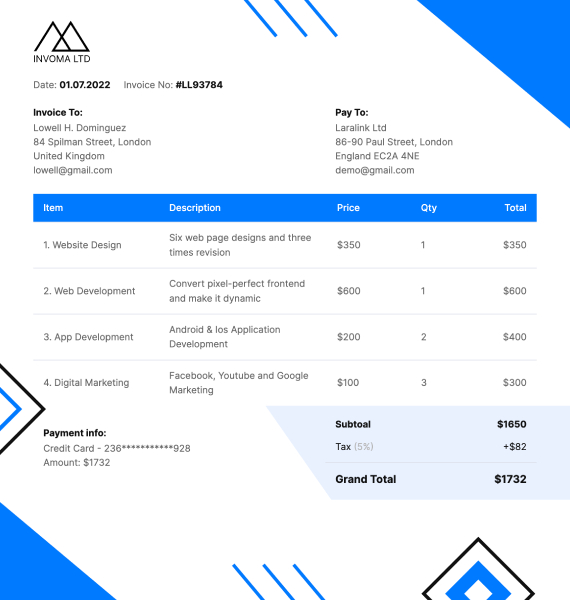 INVOMA LTD
Date: 01.07.2022 Invoice No: #LL93784
Invoice To:
Lowell H. Dominguez
84 Spilman Street, London
United Kingdom
lowell@gmail.com
Pay To:
Laralink Ltd
86-90 Paul Street, London
England EC2A 4NE
demo@gmail.com
Item Description Price Qty Total
1. Website Design Six web page designs and three $350 1 $350
times revision
2. Web Development Convert pixel-perfect frontend $600 1 $600
and make it dynamic
3. App Development Android & Ios Application $200 2 $400
Development
4. Digital Marketing Facebook, Youtube and Google $100 3 $300
Marketing
Payment info:
Credit Card - 236***********928
Amount: $1732
Subtoal $1650
Tax (5%) +$82
Grand Total $1732